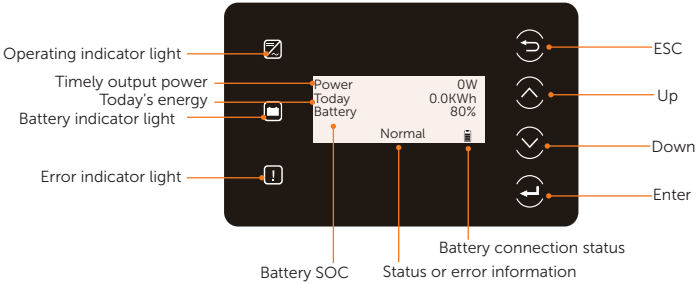 Operating indicator light
Timely output power
Today's energy
Battery indicator light
Error indicator light
Power 0W
Today 0.0KWh
Battery 80%
Normal
ESC
Up
Down
Enter
Battery connection status
Battery SOC
Status or error information